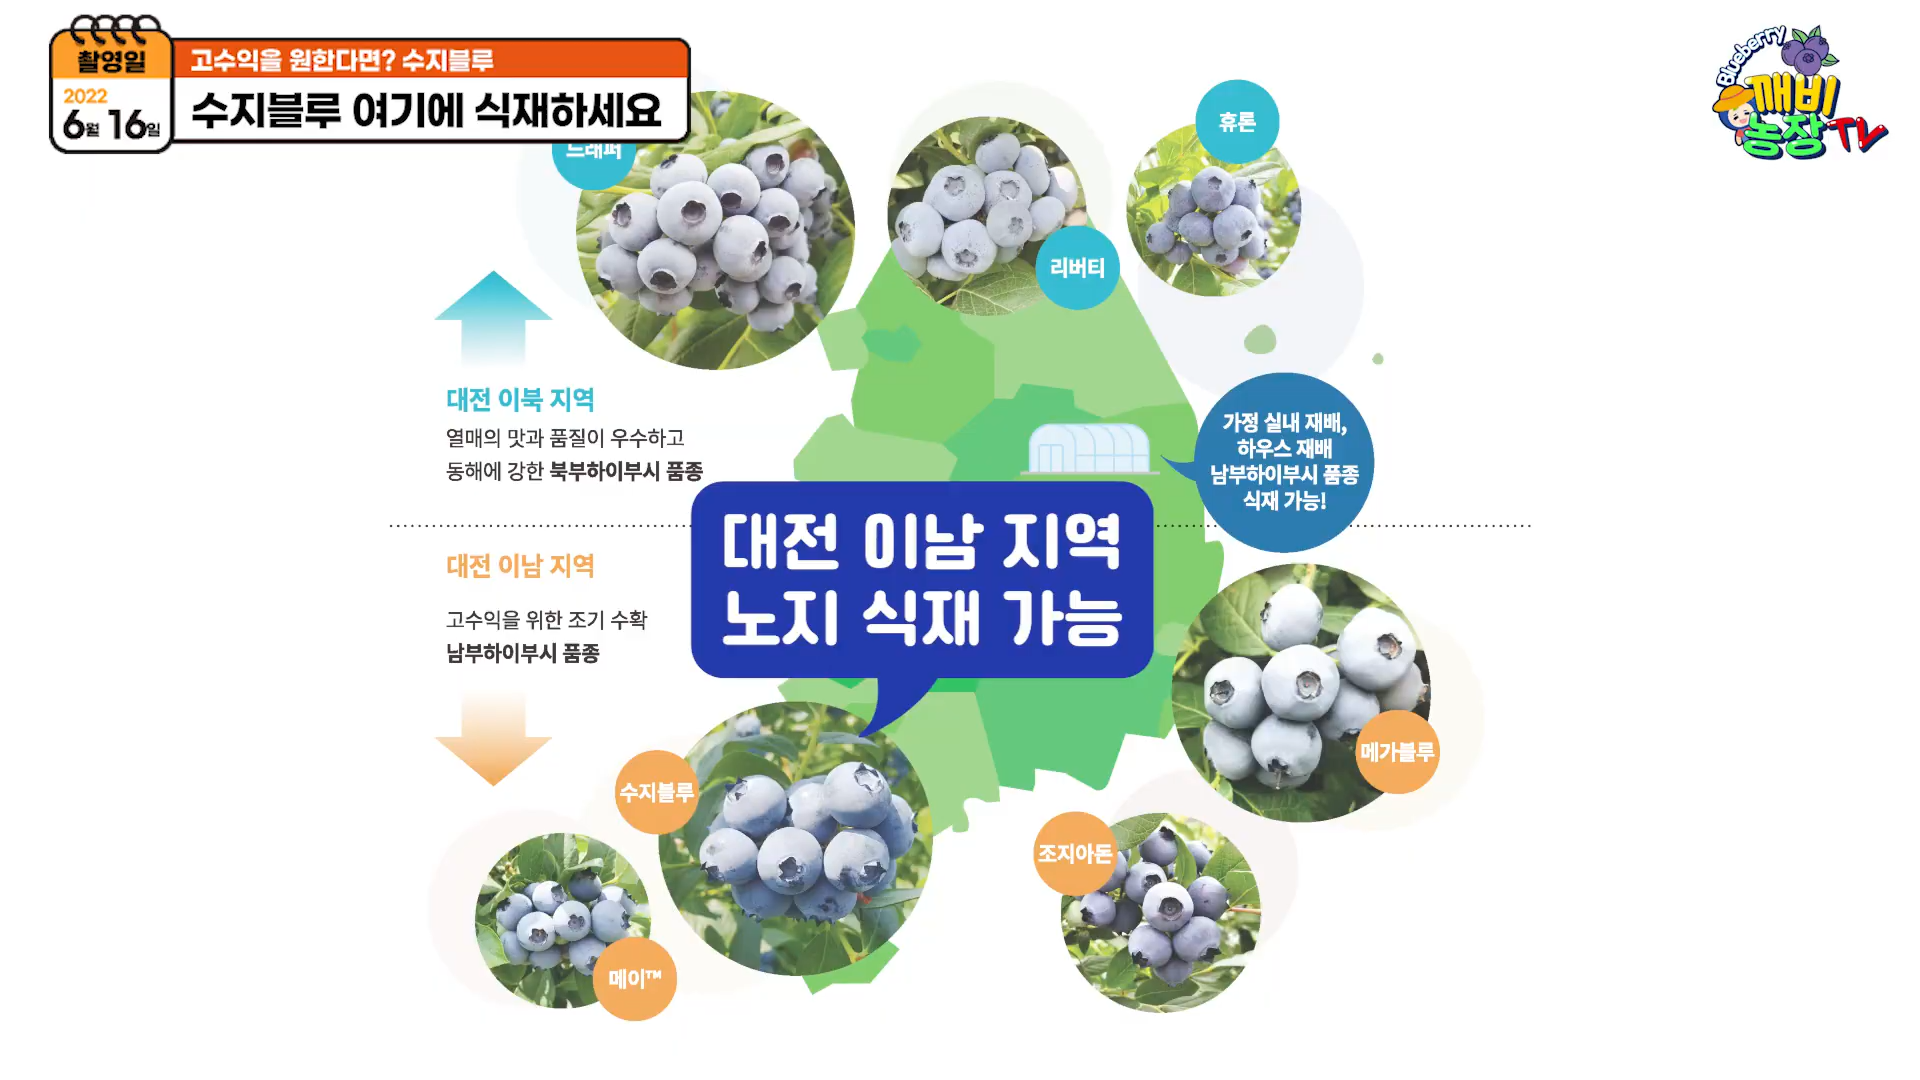 촬영일
2022
6월 16일
고수익을 원한다면? 수지블루
수지블루 여기에 식재하세요
Blueberry
깨비
농장TV
드래퍼
리버티
휴론
대전 이북 지역
열매의 맛과 품질이 우수하고
동해에 강한 북부하이부시 품종
가정 실내 재배,
하우스 재배
남부하이부시 품종
식재 가능!
대전 이남 지역
노지 식재 가능
대전 이남 지역
고수익을 위한 조기 수확
남부하이부시 품종
수지블루
메이™
조지아돈
메가블루